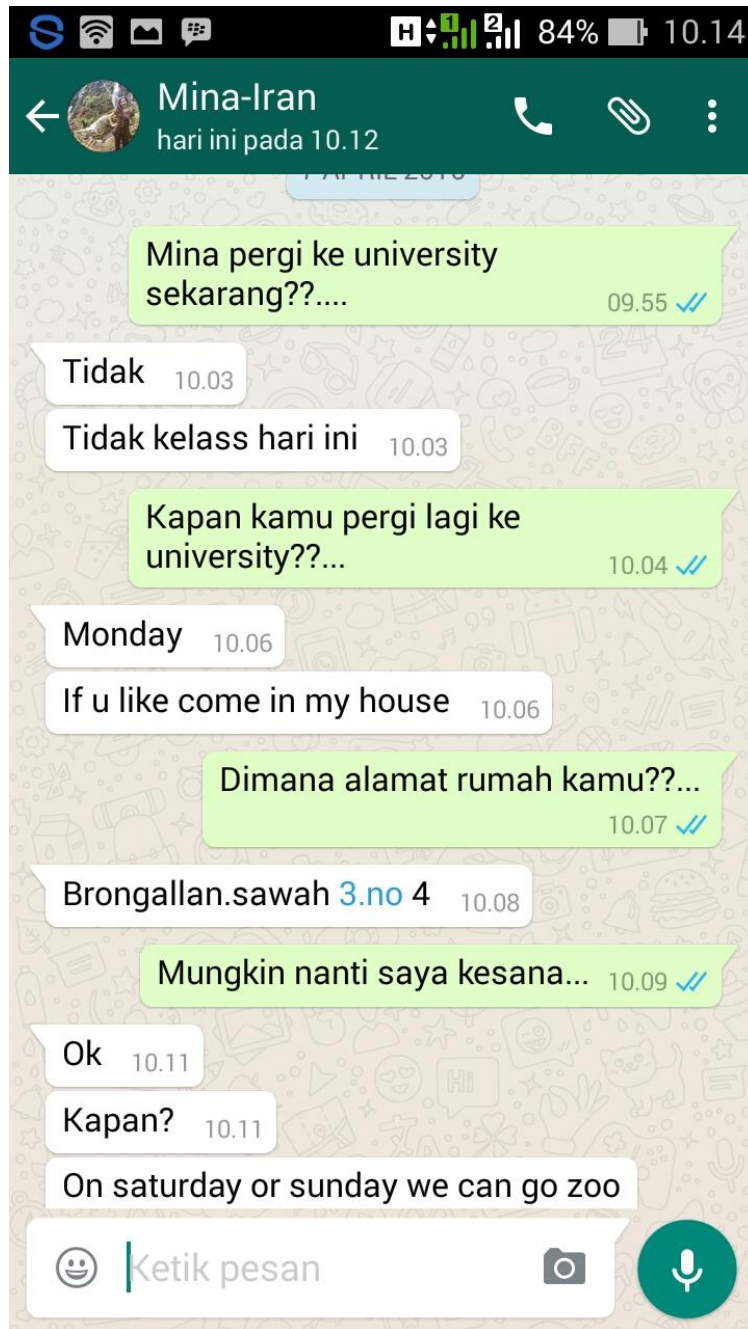 H 1 2 84% 10.14
Mina-Iran
hari ini pada 10.12
Mina pergi ke university
sekarang??.... 09.55
Tidak 10.03
Tidak kelass hari ini 10.03
Kapan kamu pergi lagi ke
university??... 10.04
Monday 10.06
If u like come in my house 10.06
Dimana alamat rumah kamu??...
10.07
Brongallan.sawah 3.no 4 10.08
Mungkin nanti saya kesana... 10.09
Ok 10.11
Kapan? 10.11
On saturday or sunday we can go zoo
Ketik pesan